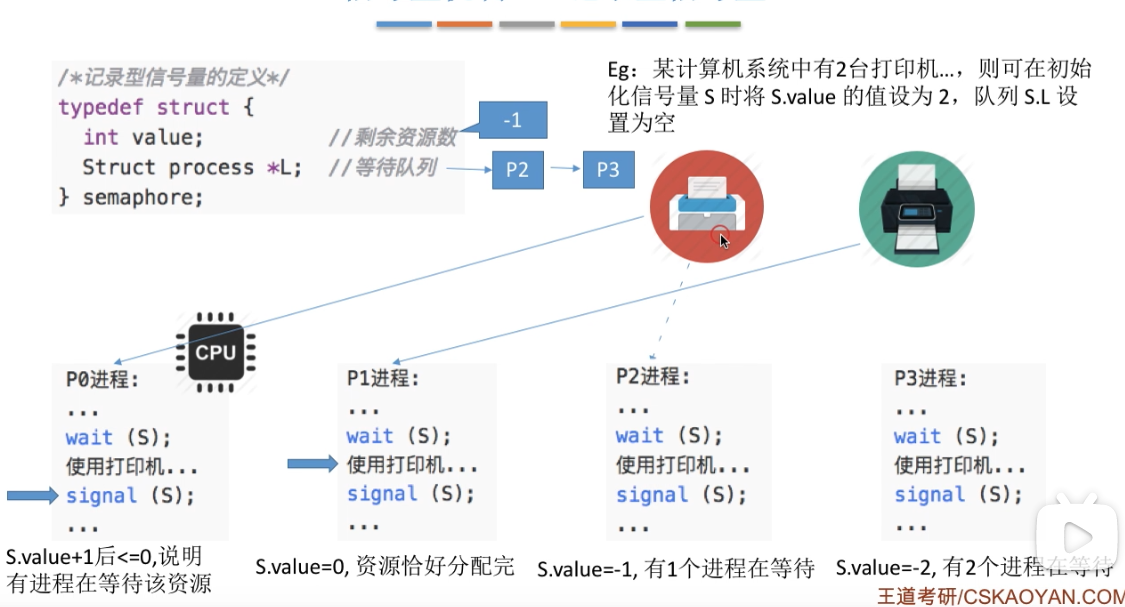 /*记录型信号量的定义*/
typedef struct {
int value; //剩余资源数
Struct process *L; //等待队列
} semaphore;
-1
P2
P3
Eg：某计算机系统中有2台打印机...，则可在初始
化信号量 S 时将 S.value 的值设为 2，队列 S.L 设
置为空
CPU
P0进程:
...
wait (S);
使用打印机...
signal (S);
...
S.value+1后<=0,说明
有进程在等待该资源
P1进程:
...
wait (S);
使用打印机...
signal (S);
...
S.value=0, 资源恰好分配完
P2进程:
...
wait (S);
使用打印机...
signal (S);
...
S.value=-1, 有1个进程在等待
P3进程:
...
wait (S);
使用打印机...
signal (S);
...
S.value=-2, 有2个进程在等待
王道考研/CSKAOYAN.COM